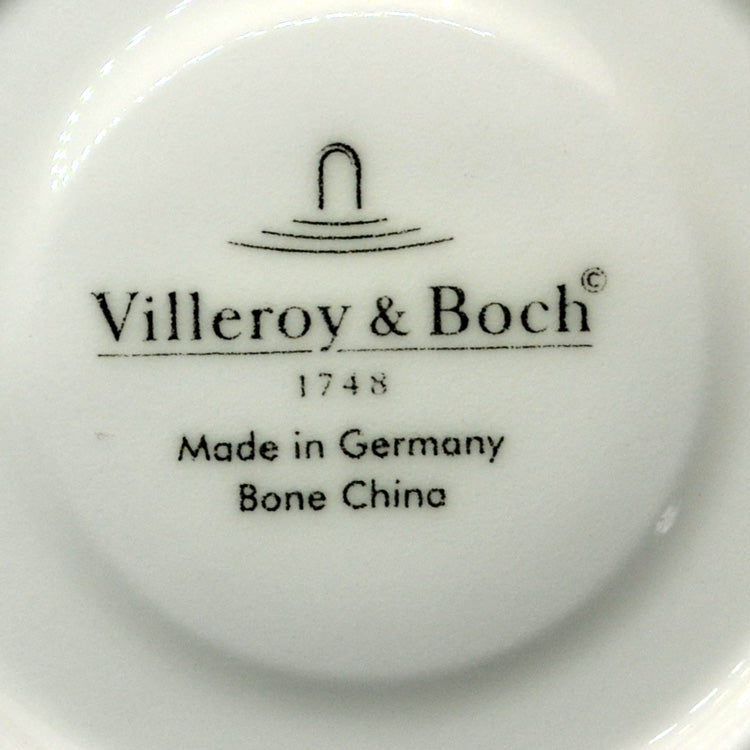 Villeroy & Boch©
1748
Made in Germany
Bone China